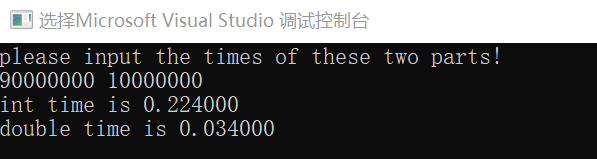 选择Microsoft Visual Studio 调试控制台
please input the times of these two parts!
90000000 10000000
int time is 0.224000
double time is 0.034000